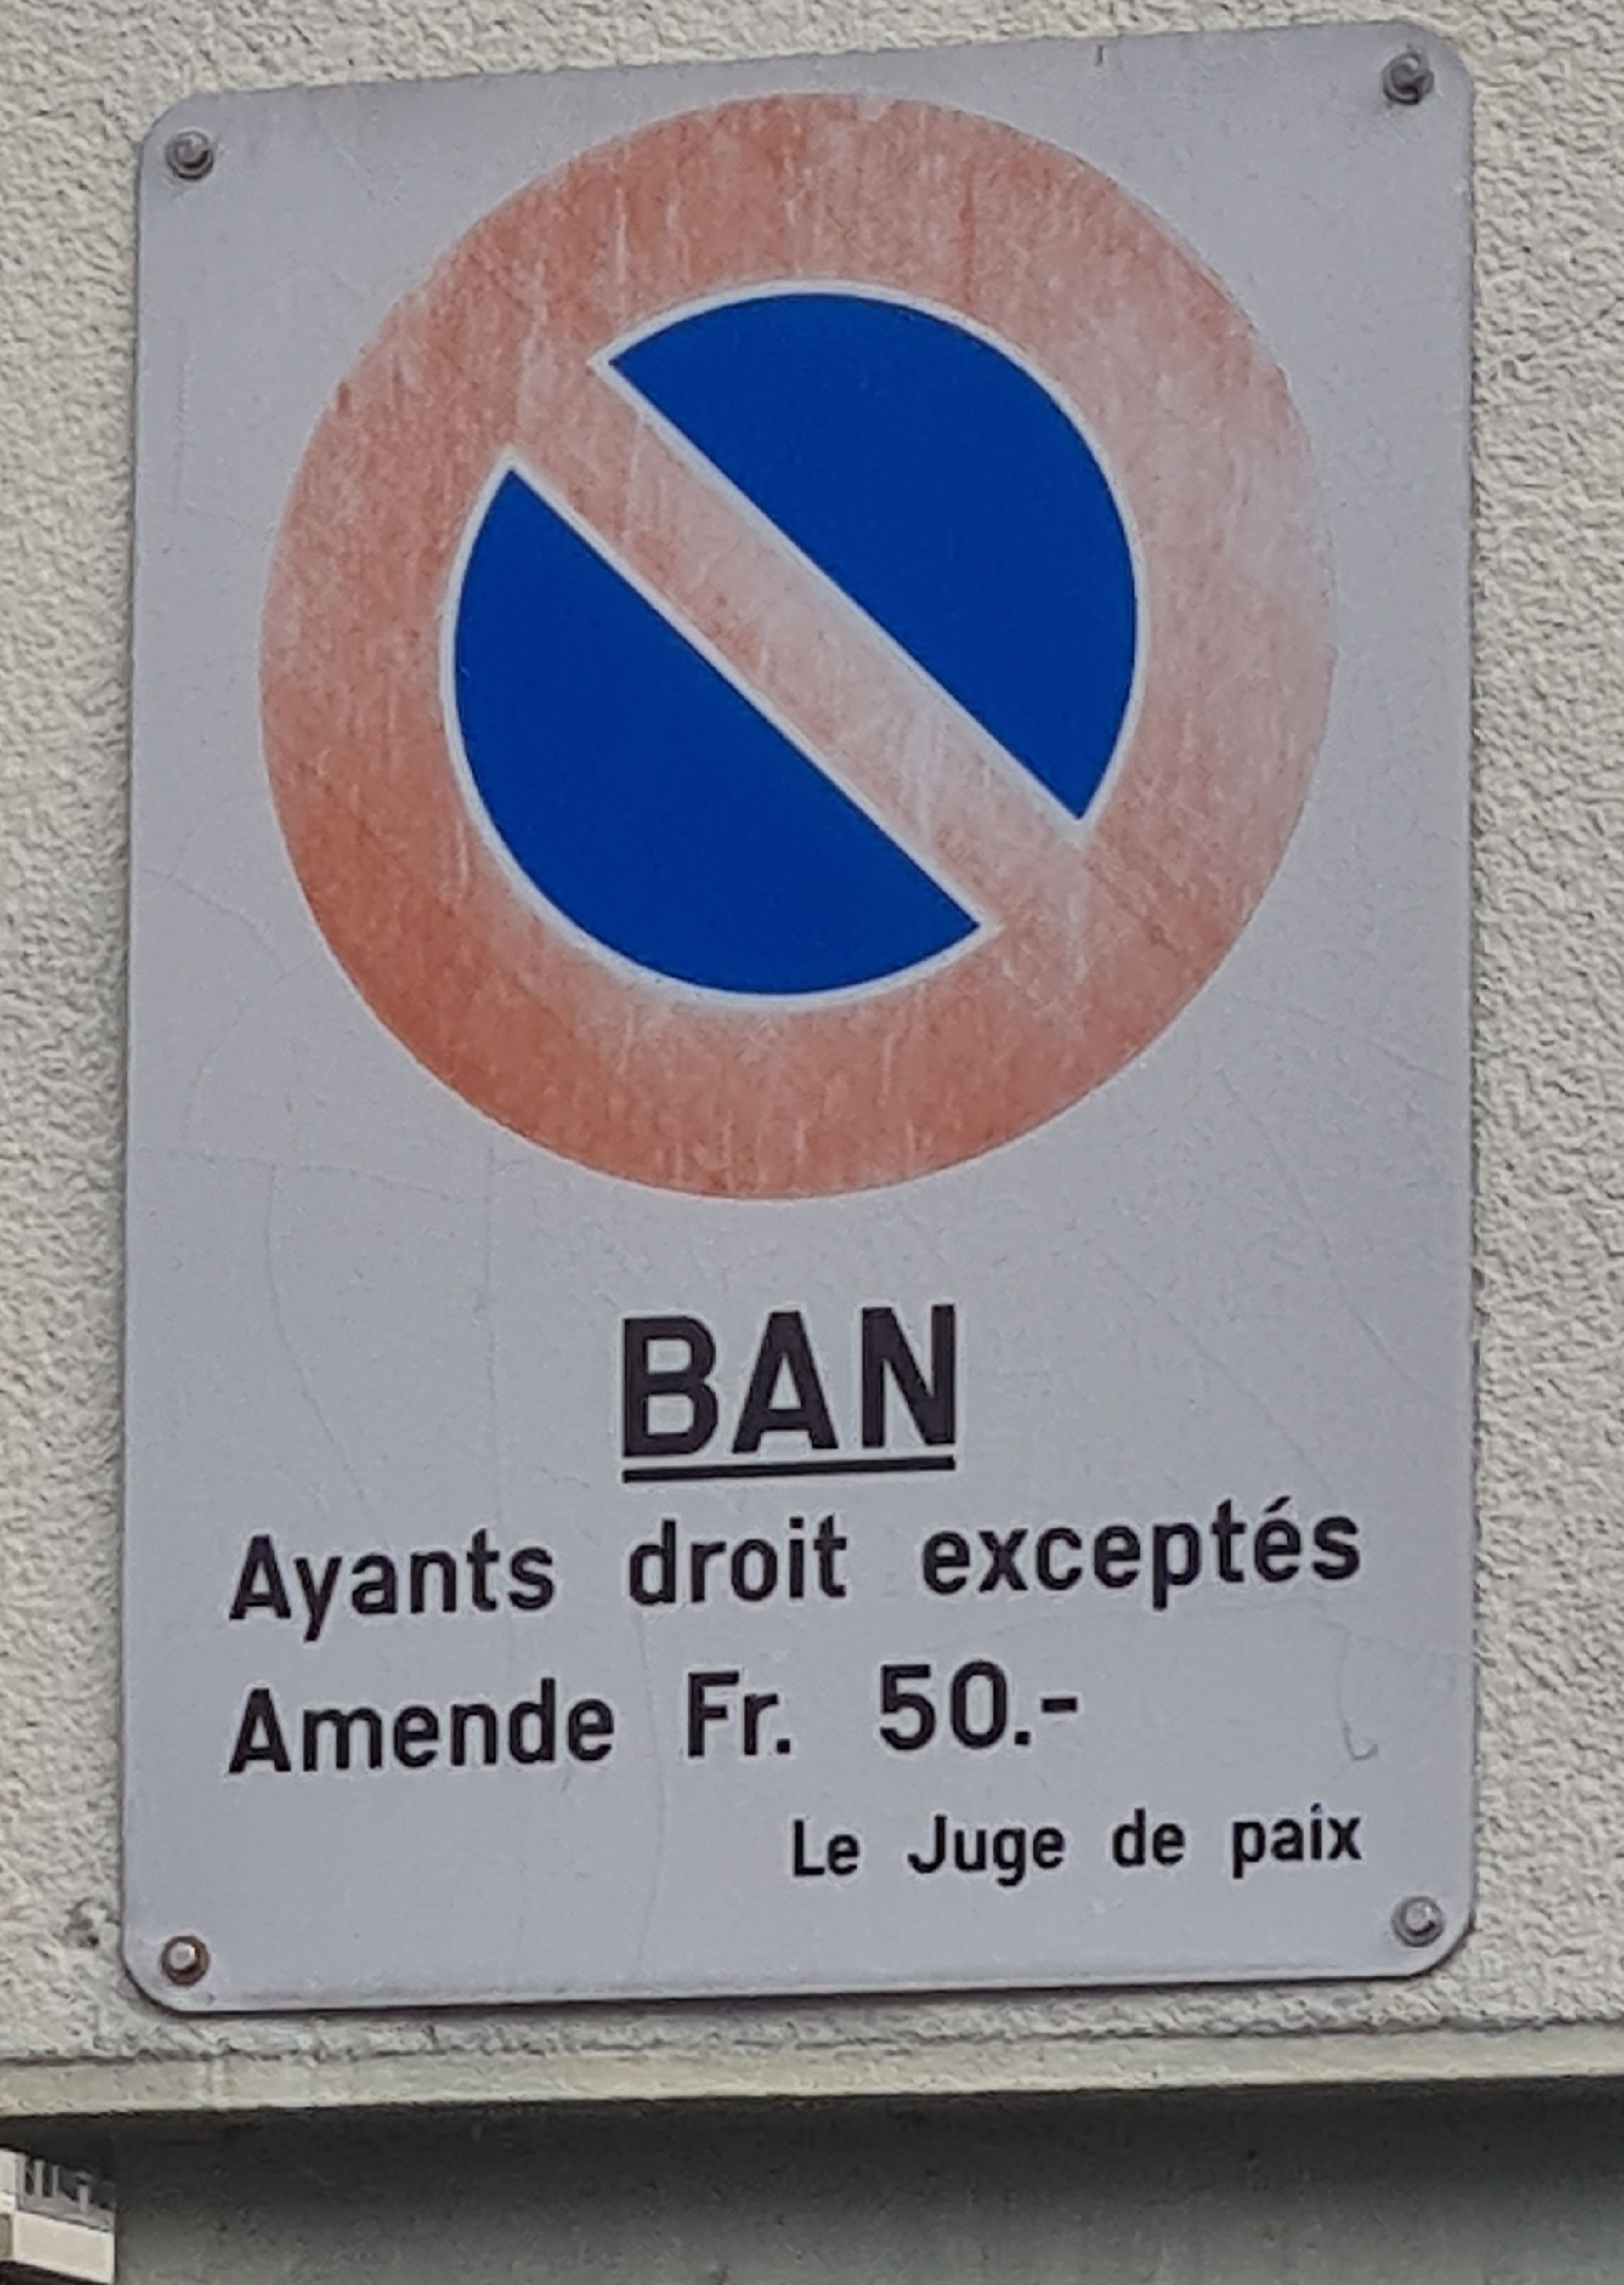 BAN
Ayants droit exceptés
Amende Fr. 50.-
Le Juge de paix